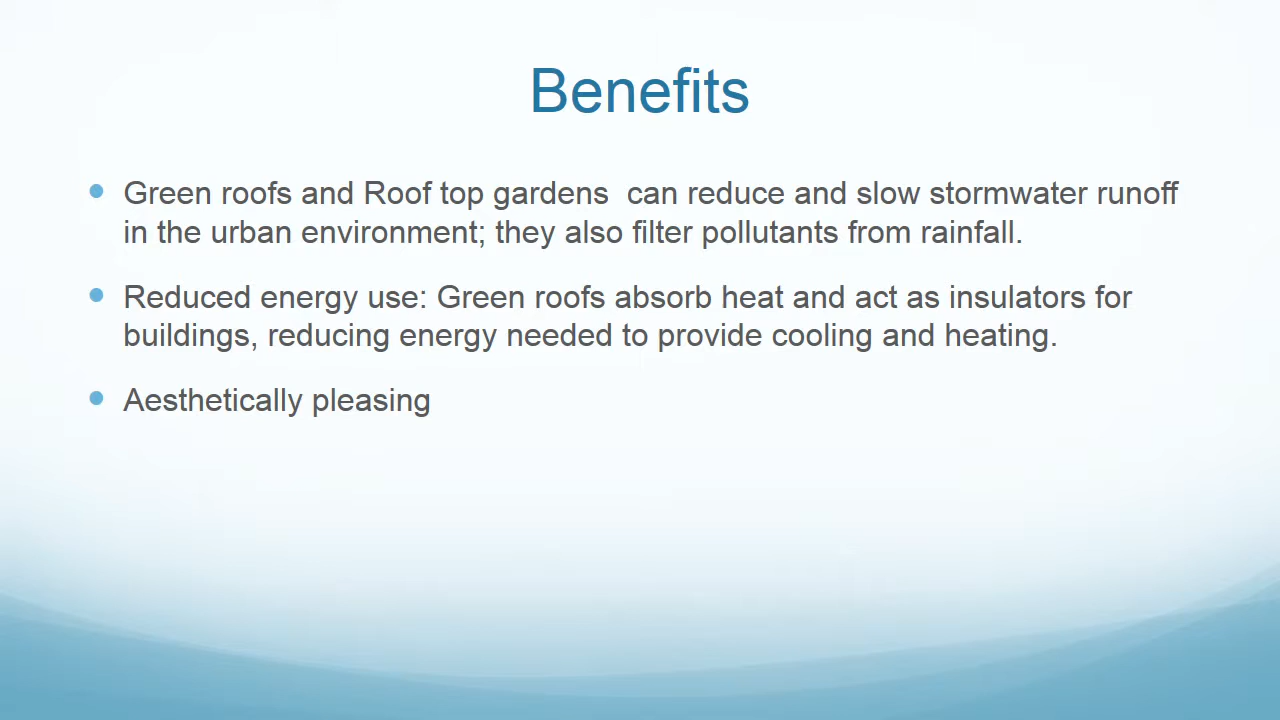 Benefits
Green roofs and Roof top gardens  can reduce and slow stormwater runoff
in the urban environment; they also filter pollutants from rainfall.
Reduced energy use: Green roofs absorb heat and act as insulators for
buildings, reducing energy needed to provide cooling and heating.
Aesthetically pleasing